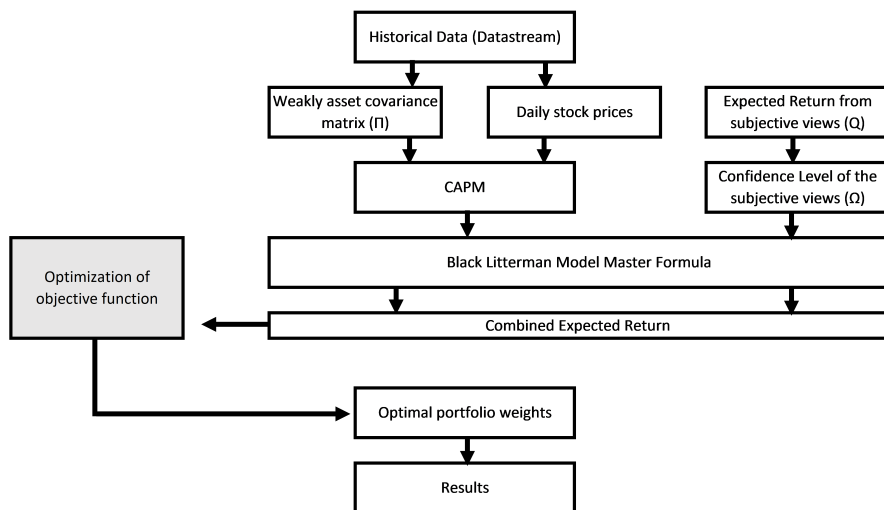 Historical Data (Datastream)
Weakly asset covariance
matrix (Π)
Daily stock prices
Expected Return from
subjective views (Q)
CAPM
Confidence Level of the
subjective views (Ω)
Optimization of
objective function
Black Litterman Model Master Formula
Combined Expected Return
Optimal portfolio weights
Results